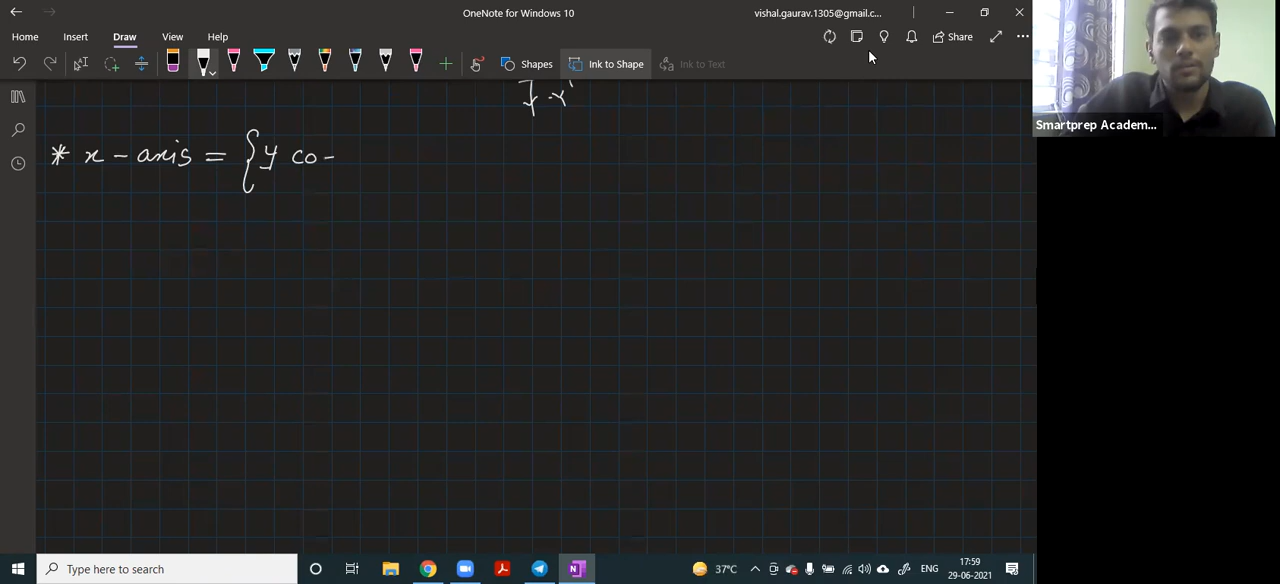 OneNote for Windows 10
vishal.gaurav.1305@gmail.c...
Home Insert Draw View Help
Share
Shapes
Ink to Shape
Ink to Text
Smartprep Academ...
* x - axis = { y co -
Type here to search
37°C
ENG
17:59
29-06-2021